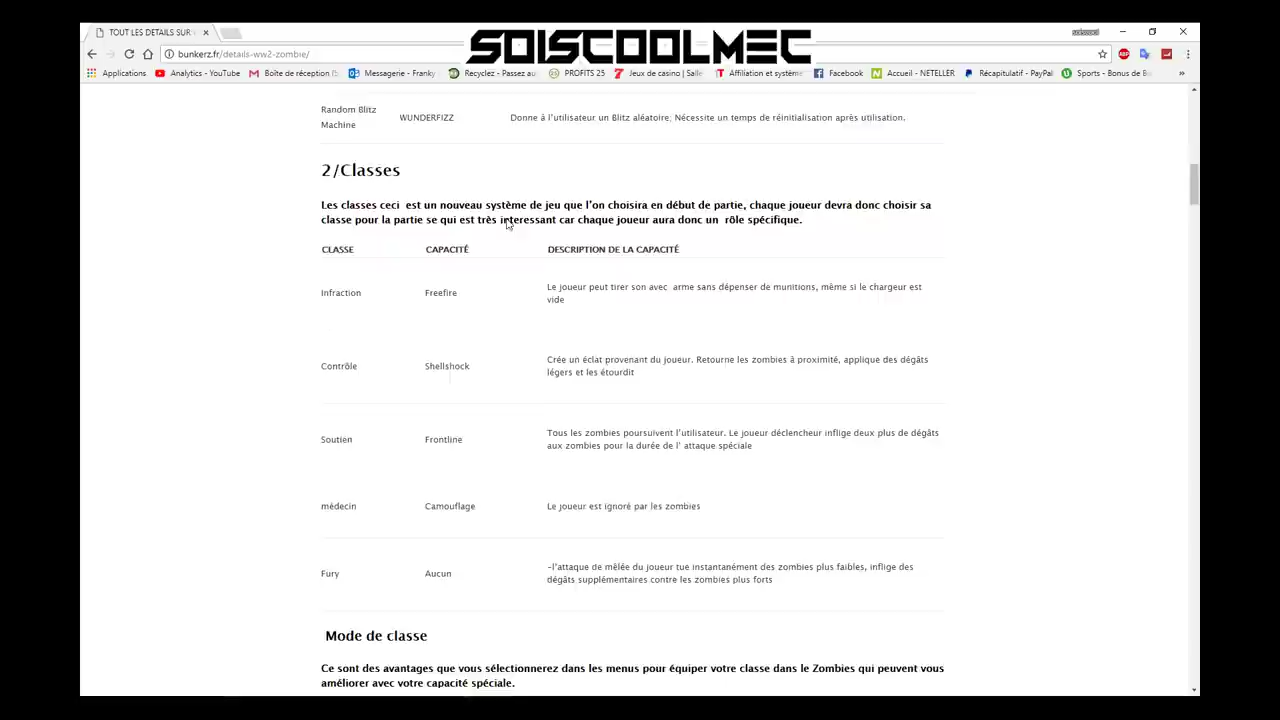 TOUT LES DETAILS SUR
SOISCOOLMEC
soiscool
bunkerz.fr/details-ww2-zombie/
Applications Analytics - YouTube Boîte de réception Messagerie - Franky Recyclez - Passez au PROFITS 25 Jeux de casino | Salle Affiliation et système Facebook Accueil - NETELLER Récapitulatif - PayPal Sports - Bonus de »
Random Blitz
Machine
WUNDERFIZZ
Donne à l'utilisateur un Blitz aléatoire; Nécessite un temps de réinitialisation après utilisation.
2/Classes
Les classes ceci est un nouveau système de jeu que l'on choisira en début de partie, chaque joueur devra donc choisir sa
classe pour la partie se qui est très interessant car chaque joueur aura donc un rôle spécifique.
CLASSE CAPACITÉ DESCRIPTION DE LA CAPACITÉ
Infraction Freefire
Le joueur peut tirer son avec arme sans dépenser de munitions, même si le chargeur est
vide
Contrôle Shellshock
Crée un éclat provenant du joueur. Retourne les zombies à proximité, applique des dégâts
légers et les étourdit
Soutien Frontline
Tous les zombies poursuivent l'utilisateur. Le joueur déclencheur inflige deux plus de dégâts
aux zombies pour la durée de l' attaque spéciale
médecin Camouflage Le joueur est ignoré par les zombies
Fury Aucun
-l'attaque de mêlée du joueur tue instantanément des zombies plus faibles, inflige des
dégâts supplémentaires contre les zombies plus forts
Mode de classe
Ce sont des avantages que vous sélectionnerez dans les menus pour équiper votre classe dans le Zombies qui peuvent vous
améliorer avec votre capacité spéciale.